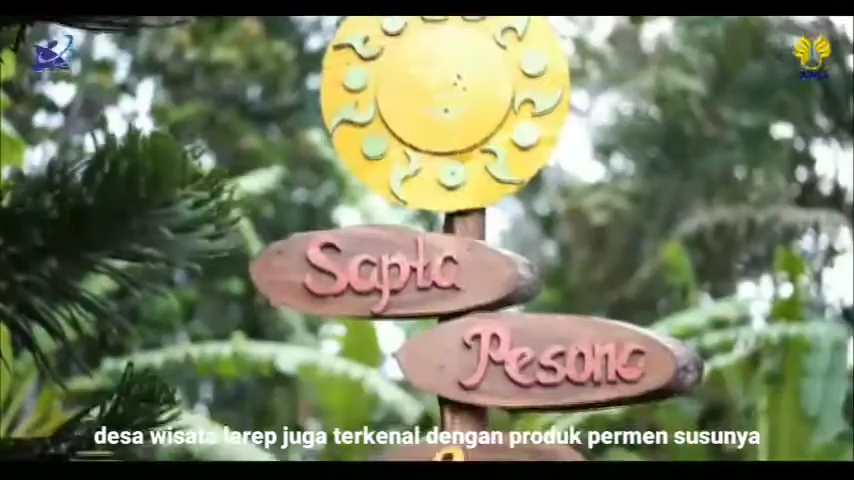 Sapta
Pesona
desa wisata lerep juga terkenal dengan produk permen susunya